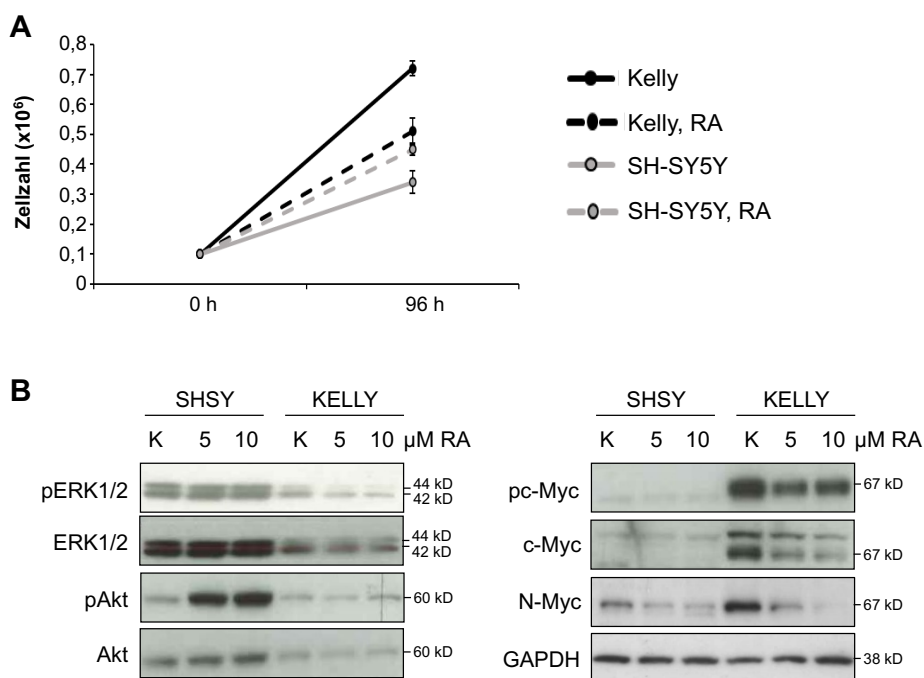 A
Zellzahl (x10⁶)
0,8
0,7
0,6
0,5
0,4
0,3
0,2
0,1
0
0 h 96 h
Kelly
Kelly, RA
SH-SY5Y
SH-SY5Y, RA
B
SHSY KELLY
K 5 10 K 5 10 µM RA
pERK1/2 44 kD
42 kD
ERK1/2 44 kD
42 kD
pAkt 60 kD
Akt 60 kD
SHSY KELLY
K 5 10 K 5 10 µM RA
pc-Myc 67 kD
c-Myc 67 kD
N-Myc 67 kD
GAPDH 38 kD